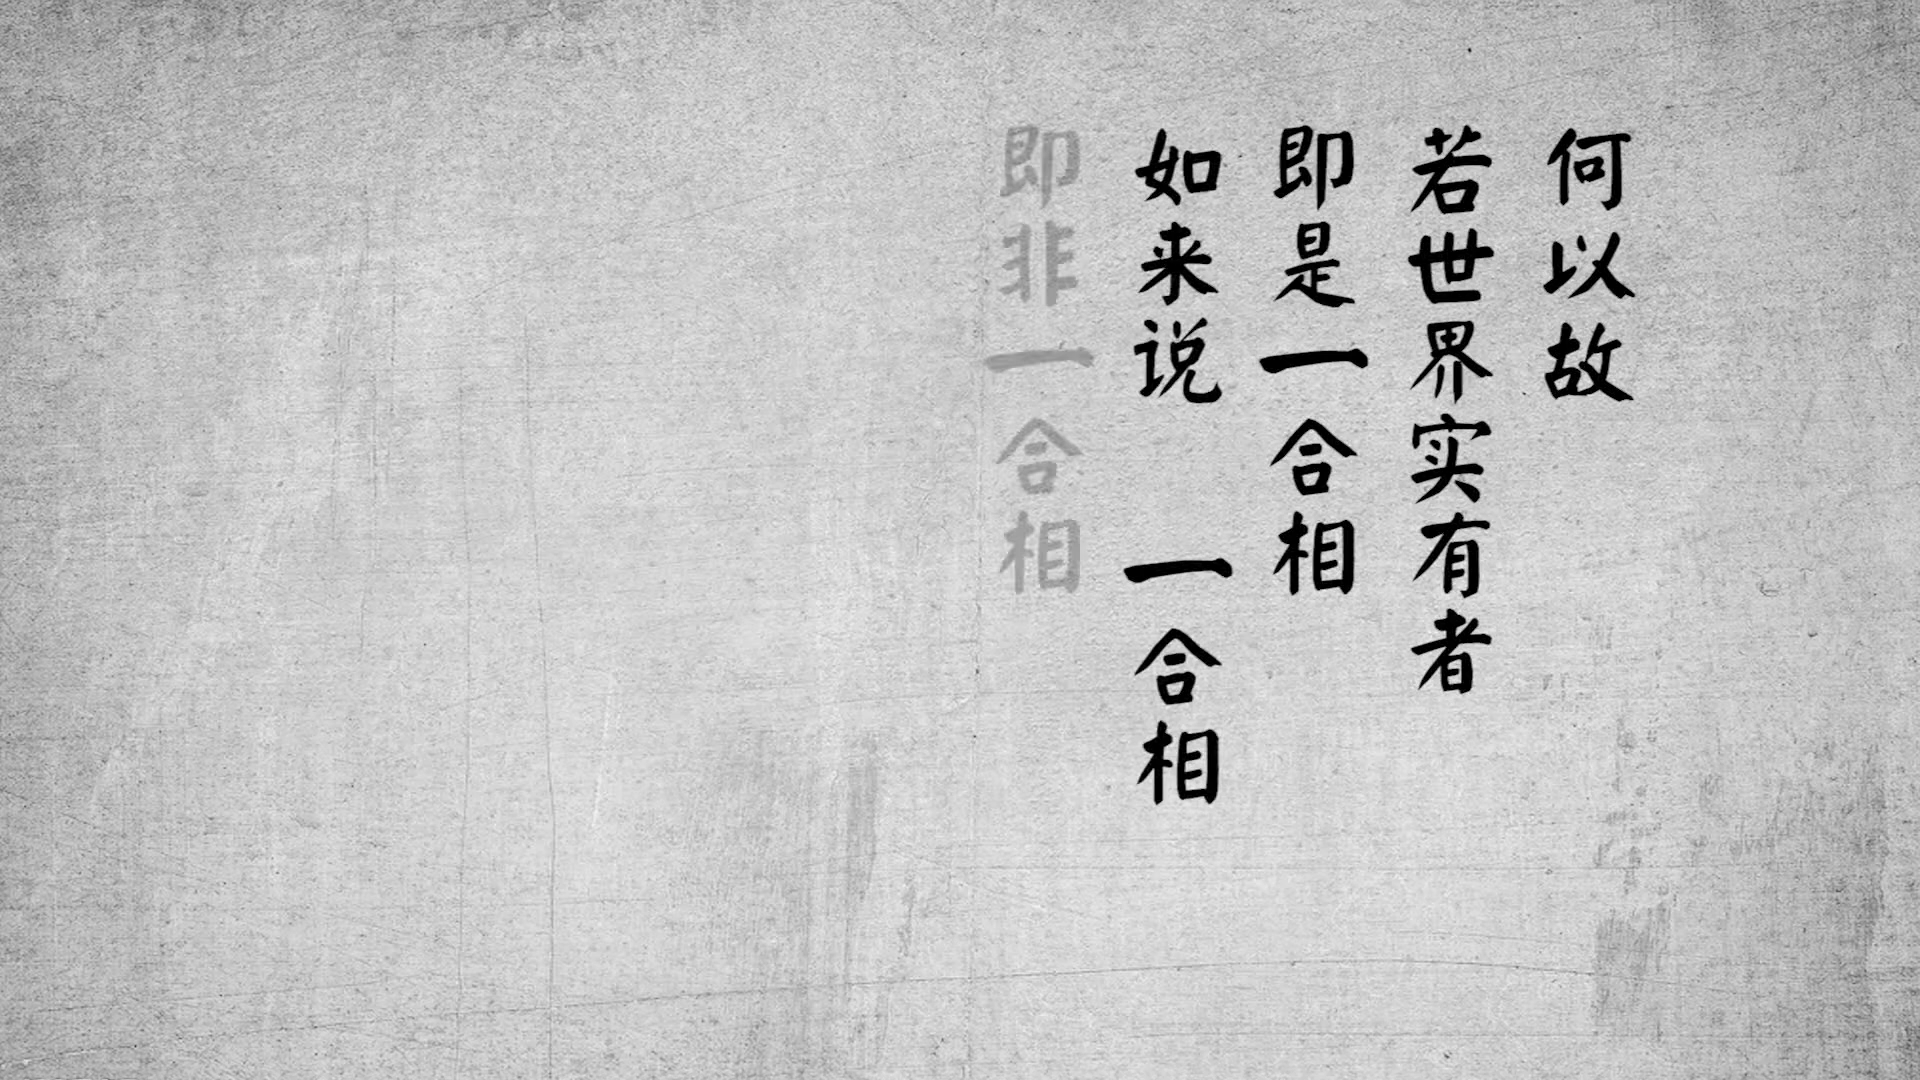 何以故
若世界实有者
即是一合相
如来说 一合相
即非一合相